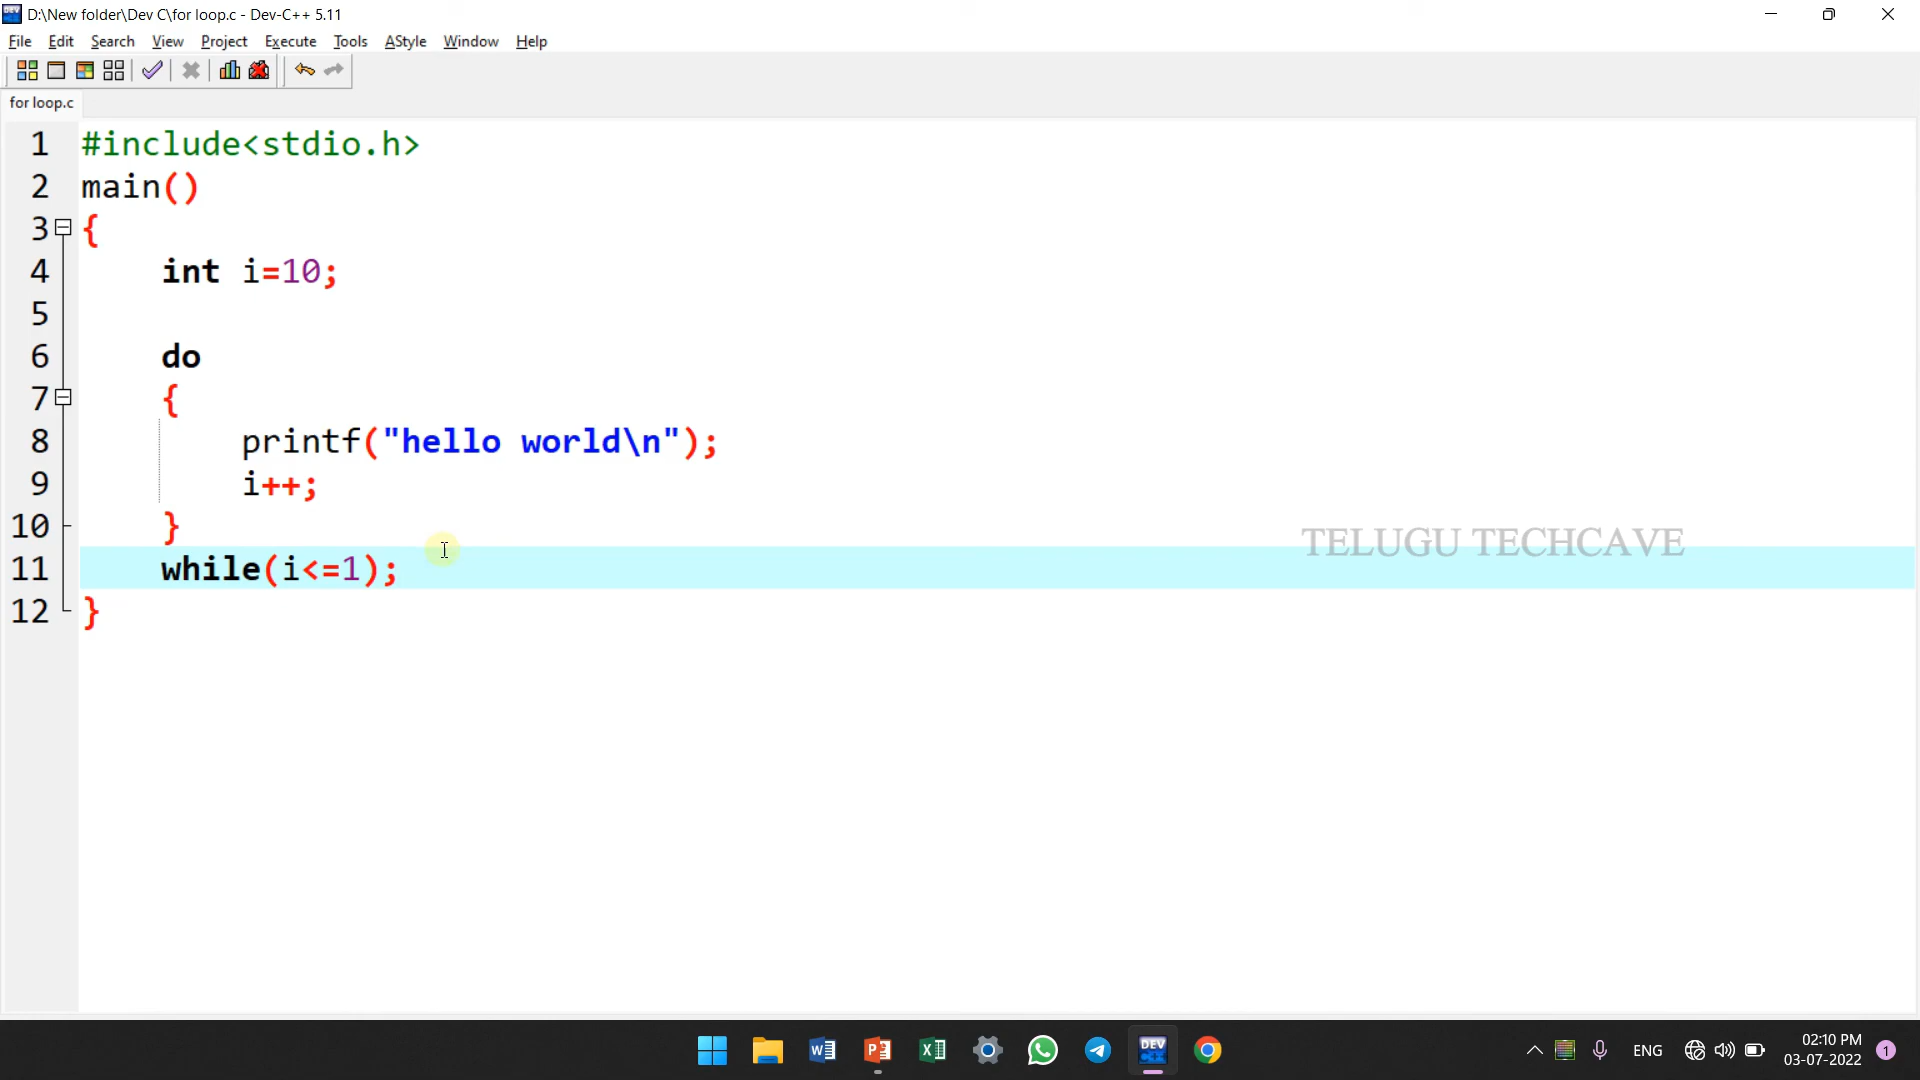 D:\New folder\Dev C\for loop.c - Dev-C++ 5.11
File Edit Search View Project Execute Tools AStyle Window Help
for loop.c
1 #include<stdio.h>
2 main()
3 {
4 int i=10;
5
6 do
7 {
8 printf("hello world\n");
9 i++;
10 }
TELUGU TECHCAVE
11 while(i<=1);
12 }
DEV C++
ENG
02:10 PM
03-07-2022
1